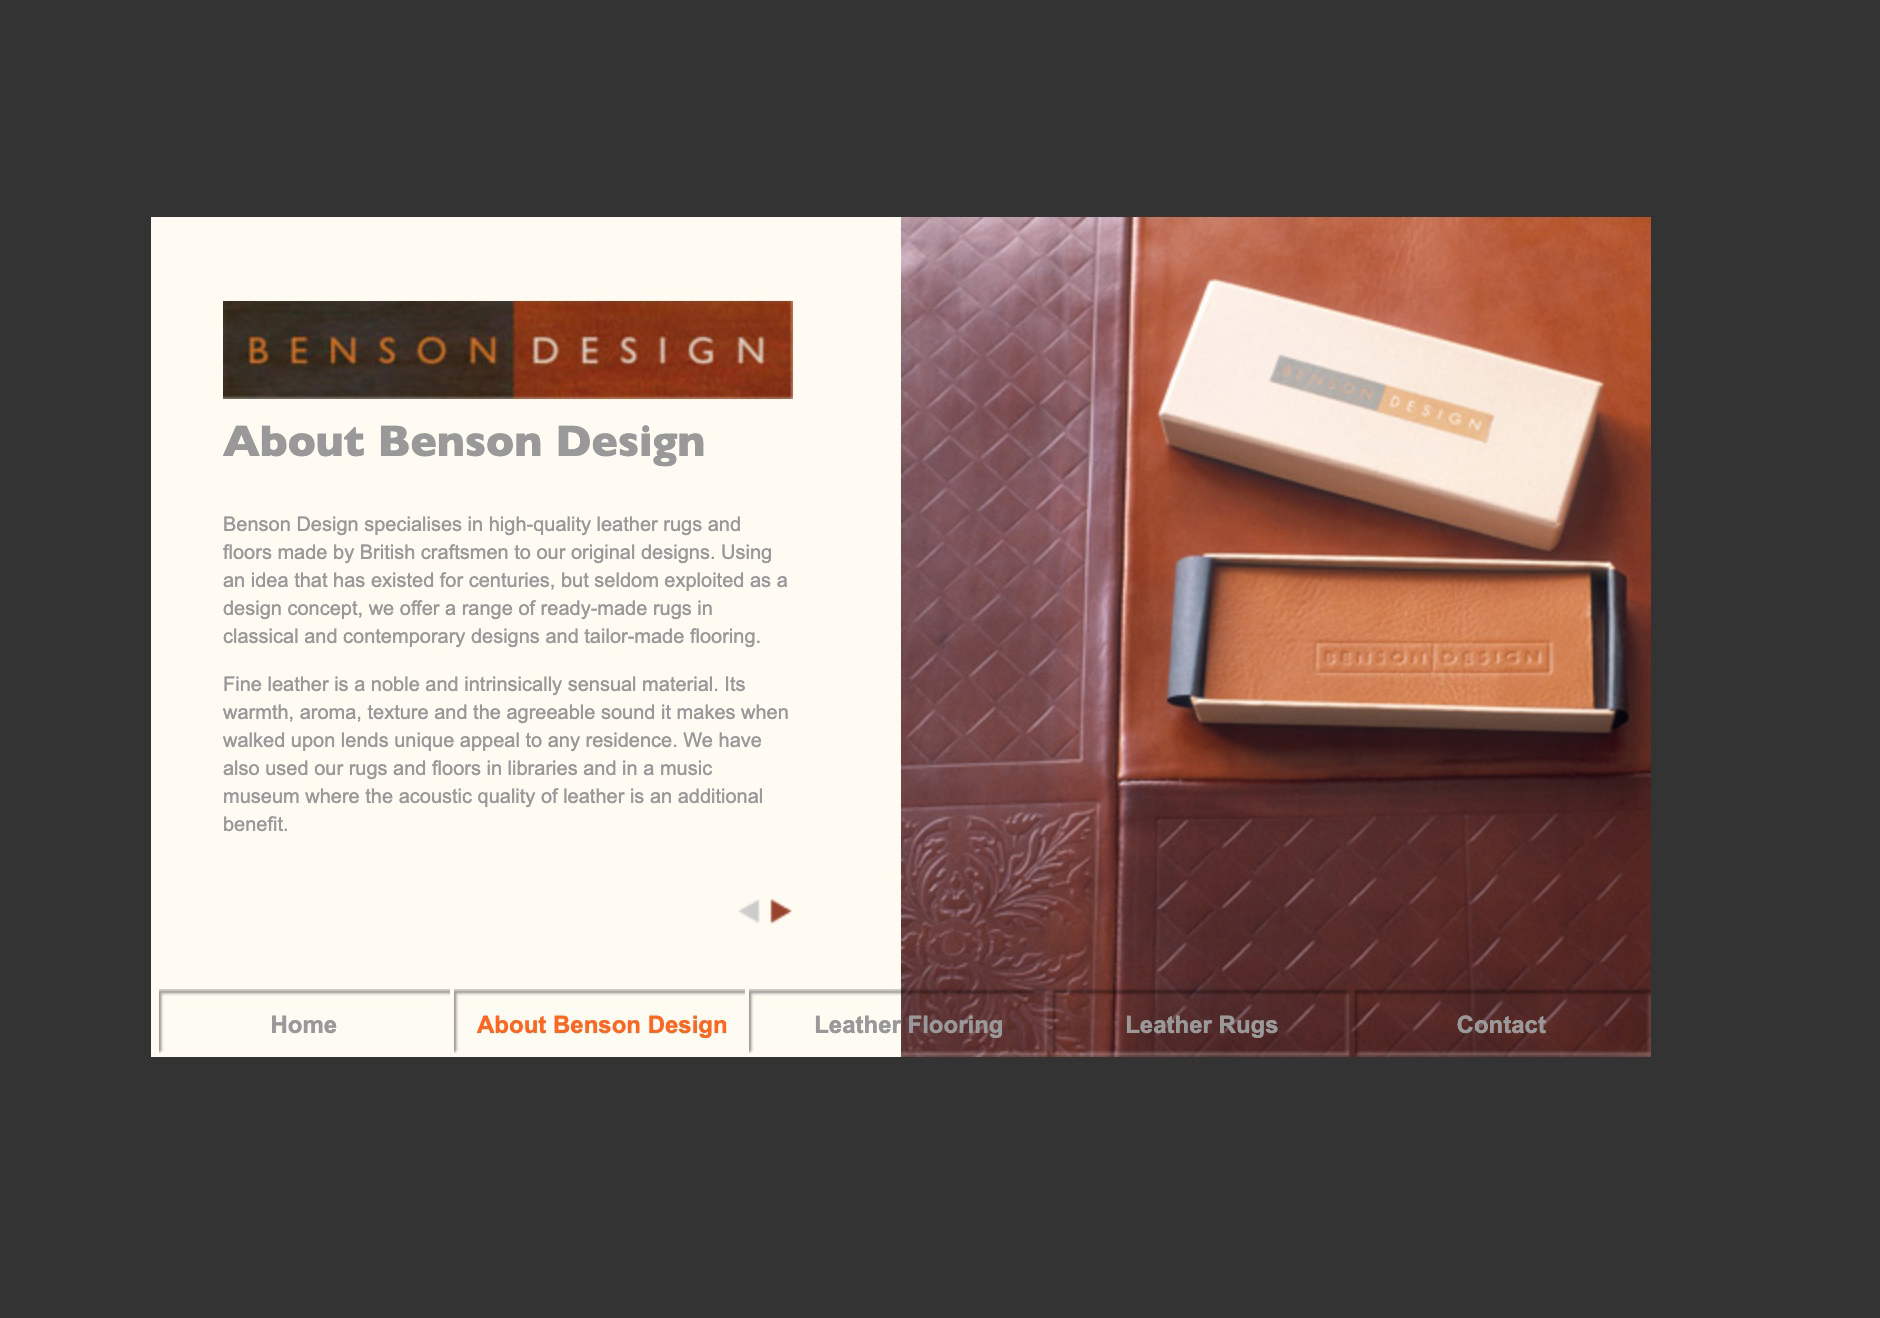 BENSON DESIGN
About Benson Design
Benson Design specialises in high-quality leather rugs and
floors made by British craftsmen to our original designs. Using
an idea that has existed for centuries, but seldom exploited as a
design concept, we offer a range of ready-made rugs in
classical and contemporary designs and tailor-made flooring.
Fine leather is a noble and intrinsically sensual material. Its
warmth, aroma, texture and the agreeable sound it makes when
walked upon lends unique appeal to any residence. We have
also used our rugs and floors in libraries and in a music
museum where the acoustic quality of leather is an additional
benefit.
BENSON DESIGN
BENSON DESIGN
Home About Benson Design Leather Flooring Leather Rugs Contact